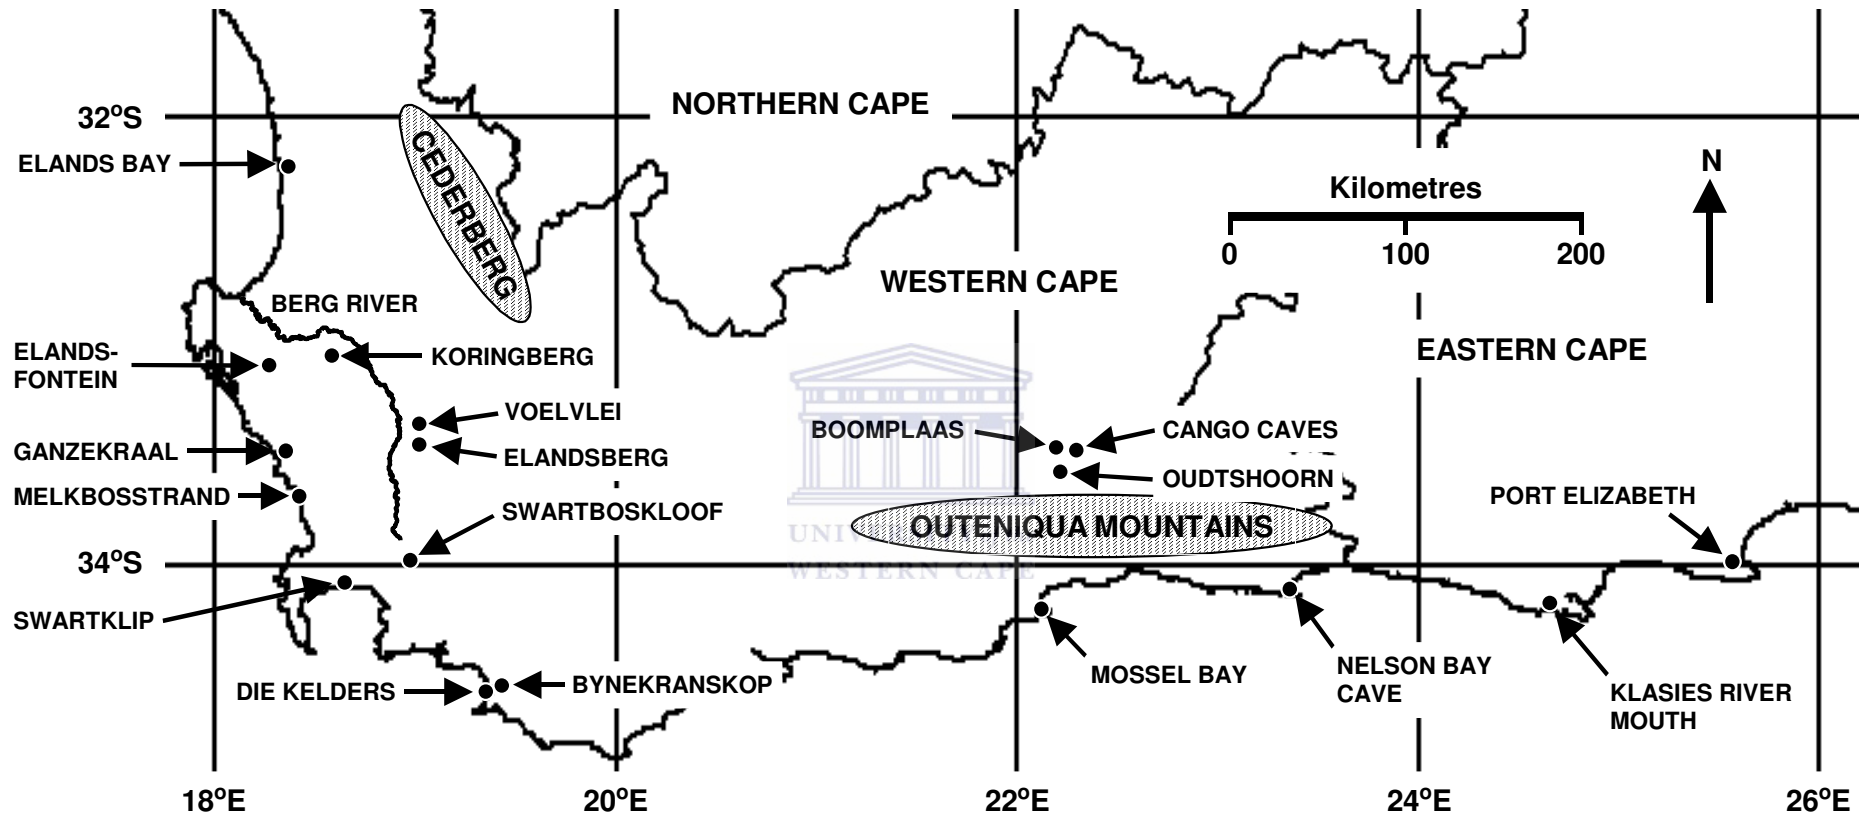 NORTHERN CAPE
32°S
CEDERBERG
ELANDS BAY
N
Kilometres
0 100 200
WESTERN CAPE
BERG RIVER
ELANDS-
FONTEIN
KORINGBERG
EASTERN CAPE
VOELVLEI
BOOMPLAAS
CANGO CAVES
GANZEKRAAL
ELANDSBERG
OUDTSHOORN
MELKBOSSTRAND
PORT ELIZABETH
SWARTBOSKLOOF
OUTENIQUA MOUNTAINS
34°S
WESTERN CAPE
SWARTKLIP
DIE KELDERS
BYNEKRANSKOP
MOSSEL BAY
NELSON BAY
CAVE
KLASIES RIVER
MOUTH
18°E 20°E 22°E 24°E 26°E